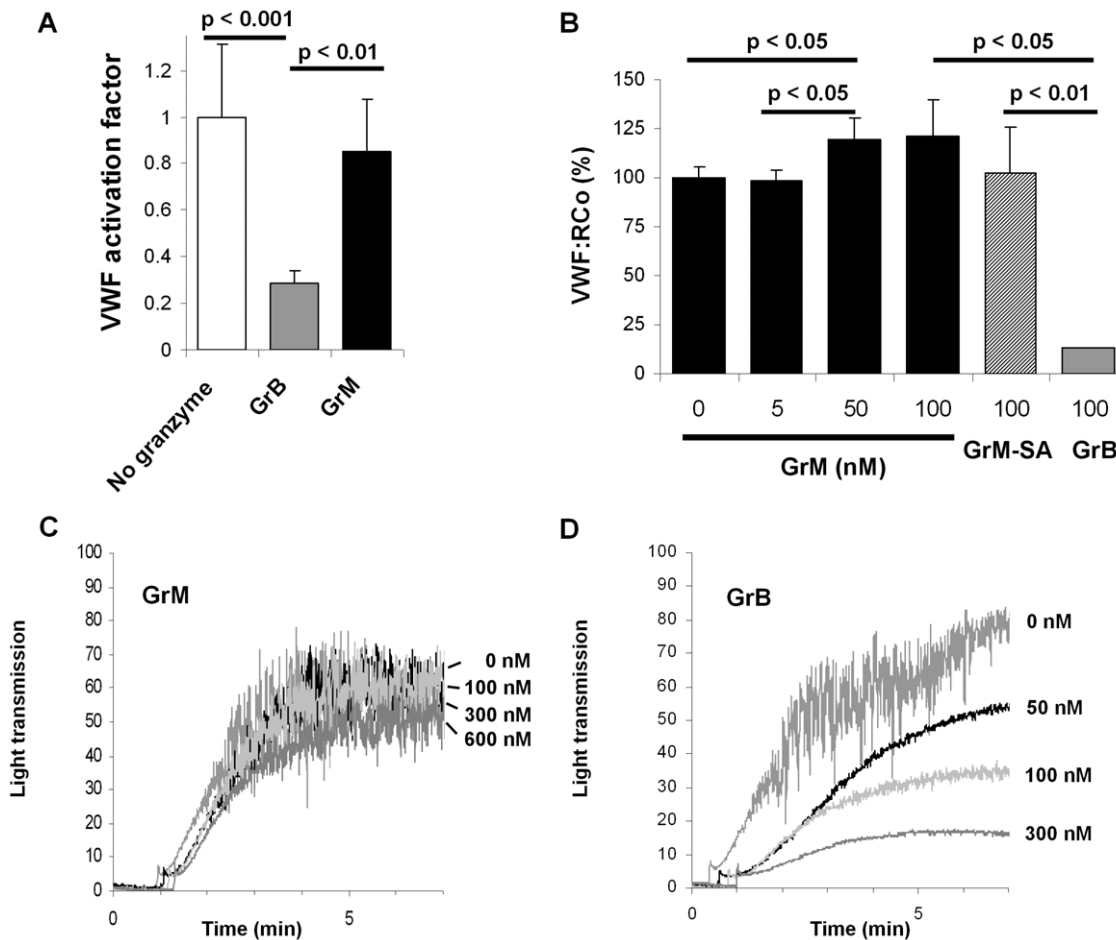 A
p < 0.001
p < 0.01
VWF activation factor
1.2
1
0.8
0.6
0.4
0.2
0
No granzyme
GrB
GrM
B
p < 0.05
p < 0.05
p < 0.05
p < 0.01
VWF:RCo (%)
150
125
100
75
50
25
0
0 5 50 100 100 100
GrM (nM)
GrM-SA
GrB
C
GrM
Light transmission
100
90
80
70
60
50
40
30
20
10
0
0 nM
100 nM
300 nM
600 nM
0 5
Time (min)
D
GrB
Light transmission
100
90
80
70
60
50
40
30
20
10
0
0 nM
50 nM
100 nM
300 nM
0 5
Time (min)